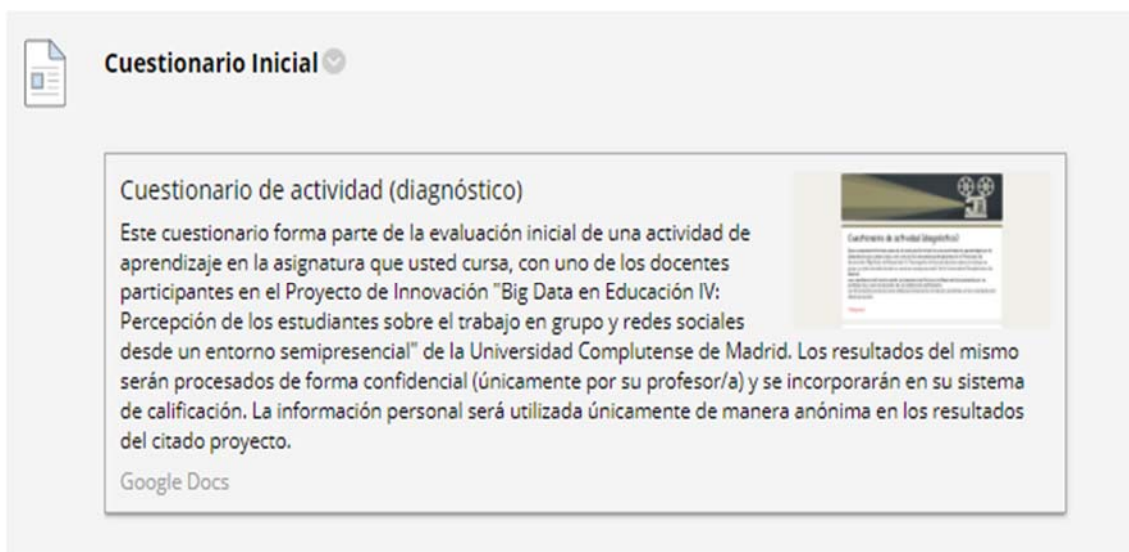 Cuestionario Inicial
Cuestionario de actividad (diagnóstico)
Este cuestionario forma parte de la evaluación inicial de una actividad de
aprendizaje en la asignatura que usted cursa, con uno de los docentes
participantes en el Proyecto de Innovación "Big Data en Educación IV:
Percepción de los estudiantes sobre el trabajo en grupo y redes sociales
desde un entorno semipresencial" de la Universidad Complutense de Madrid. Los resultados del mismo
serán procesados de forma confidencial (únicamente por su profesor/a) y se incorporarán en su sistema
de calificación. La información personal será utilizada únicamente de manera anónima en los resultados
del citado proyecto.
Google Docs
Cuestionario de actividad (diagnóstico)